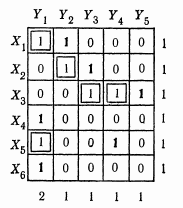 Y₁ Y₂ Y₃ Y₄ Y₅
X₁ 1 1 0 0 0 1
X₂ 0 1 1 0 0 1
X₃ 0 0 1 1 1 1
X₄ 1 0 0 0 0 1
X₅ 1 0 0 1 0 1
X₆ 1 0 0 0 0 1
2 1 1 1 1